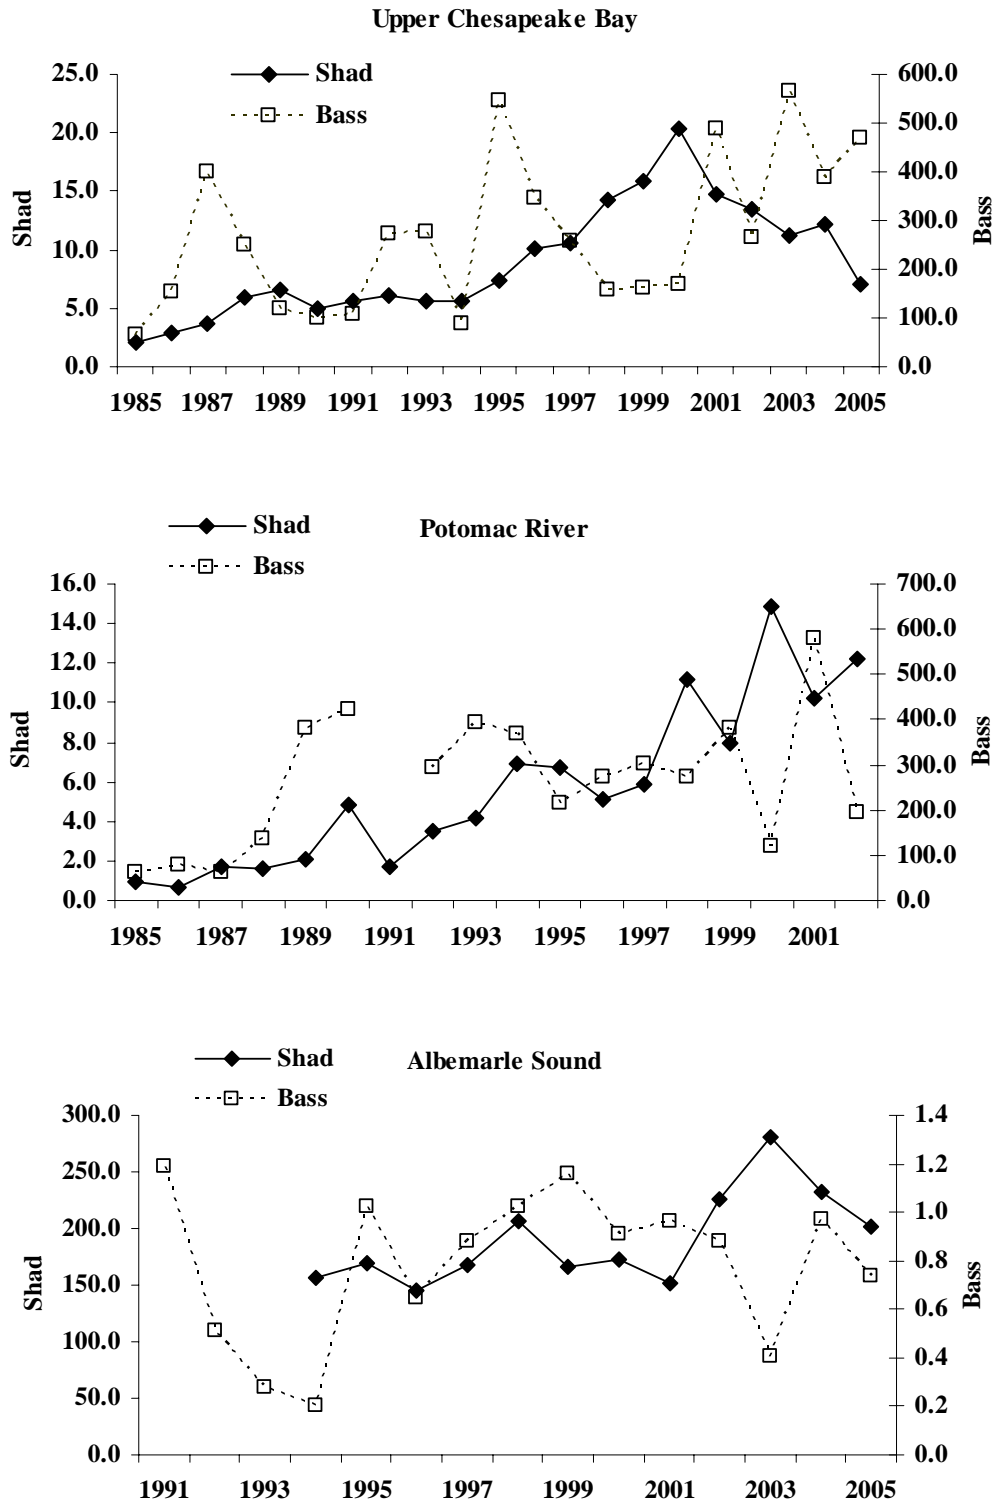 Upper Chesapeake Bay
Shad
Bass
25.0
20.0
15.0
10.0
5.0
0.0
Shad
600.0
500.0
400.0
300.0
200.0
100.0
0.0
Bass
1985 1987 1989 1991 1993 1995 1997 1999 2001 2003 2005
Shad
Bass
Potomac River
16.0
14.0
12.0
10.0
8.0
6.0
4.0
2.0
0.0
Shad
700.0
600.0
500.0
400.0
300.0
200.0
100.0
0.0
Bass
1985 1987 1989 1991 1993 1995 1997 1999 2001
Shad
Bass
Albemarle Sound
300.0
250.0
200.0
150.0
100.0
50.0
0.0
Shad
1.4
1.2
1.0
0.8
0.6
0.4
0.2
0.0
Bass
1991 1993 1995 1997 1999 2001 2003 2005